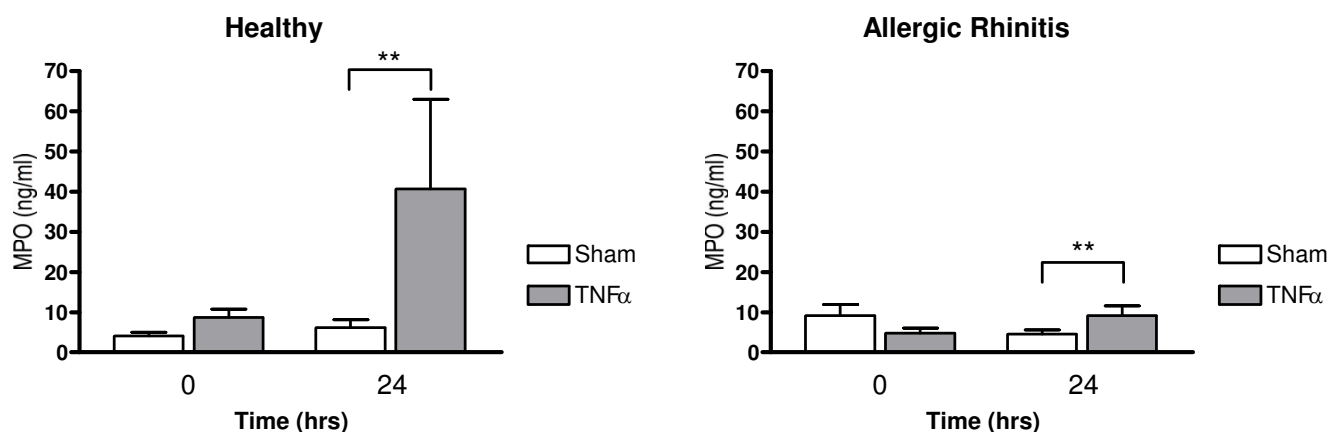 Healthy
**
70
60
50
40
30
20
10
0
MPO (ng/ml)
Sham
TNFα
0
24
Time (hrs)
Allergic Rhinitis
70
60
50
40
30
20
10
0
MPO (ng/ml)
**
Sham
TNFα
0
24
Time (hrs)